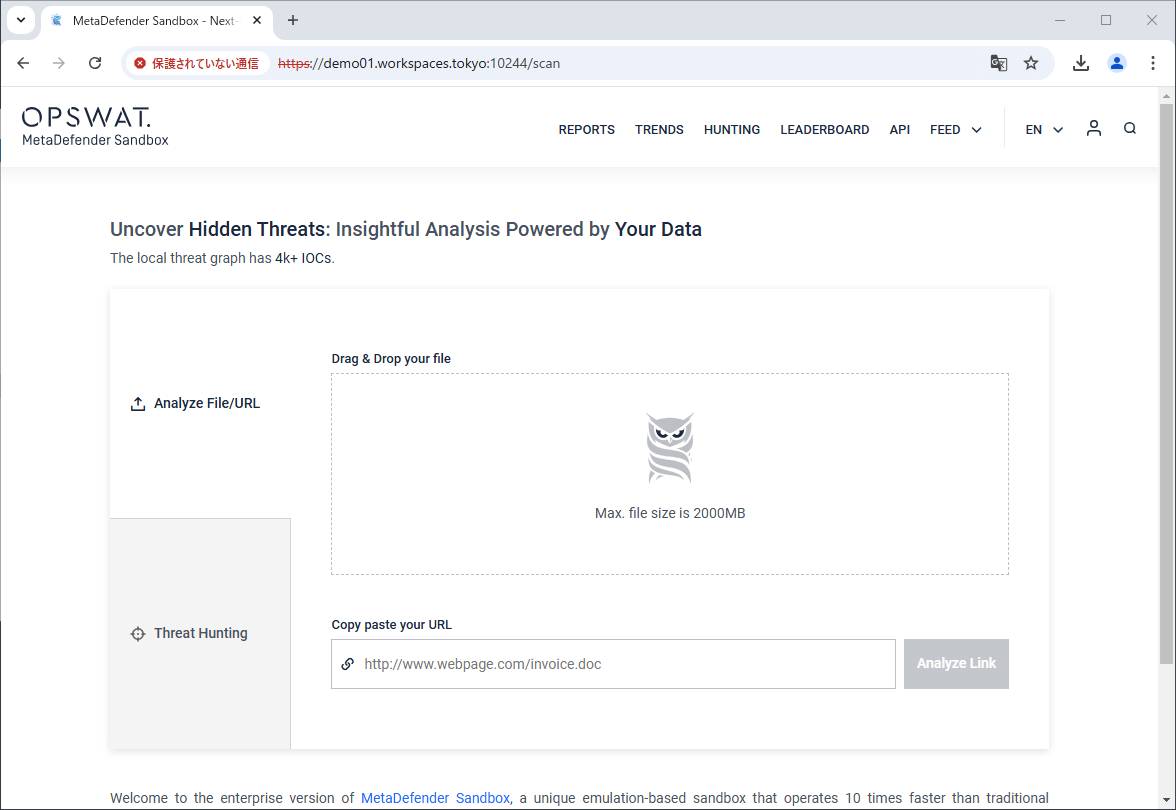 MetaDefender Sandbox - Next-
保護されていない通信
https://demo01.workspaces.tokyo:10244/scan
OPSWAT.
MetaDefender Sandbox
REPORTS TRENDS HUNTING LEADERBOARD API FEED EN
Uncover Hidden Threats: Insightful Analysis Powered by Your Data
The local threat graph has 4k+ IOCs.
Drag & Drop your file
Analyze File/URL
Max. file size is 2000MB
Copy paste your URL
Threat Hunting
http://www.webpage.com/invoice.doc
Analyze Link
Welcome to the enterprise version of MetaDefender Sandbox, a unique emulation-based sandbox that operates 10 times faster than traditional